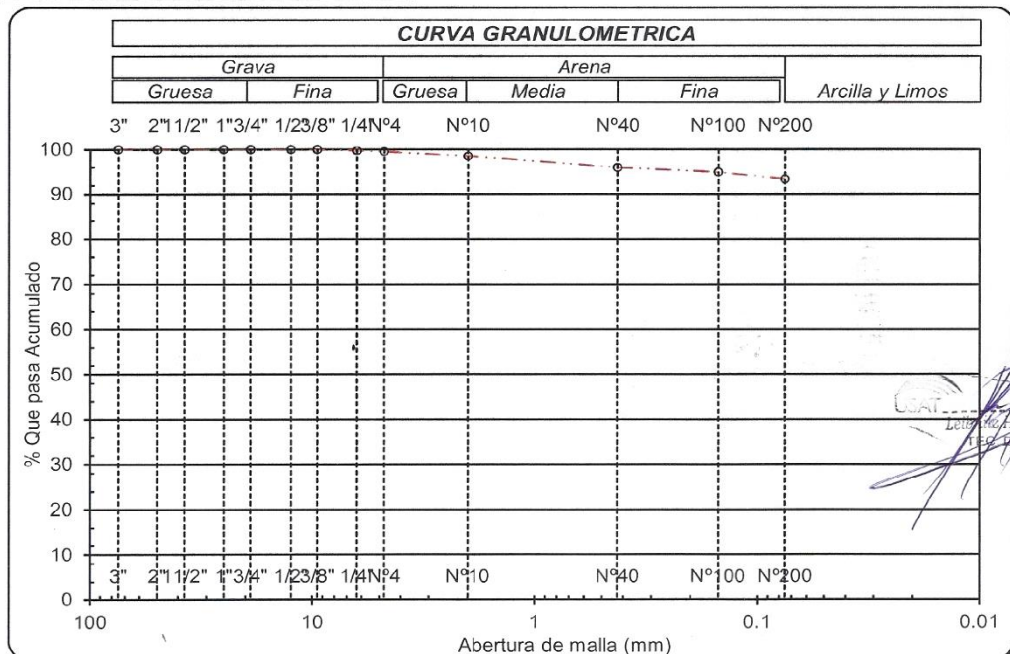 CURVA GRANULOMETRICA
Grava Arena
Gruesa Fina Gruesa Media Fina Arcilla y Limos
3" 2" 1 1/2" 1" 3/4" 1/2" 3/8" 1/4" Nº4 Nº10 Nº40 Nº100 Nº200
100
90
80
70
60
50
40
30
20
10
0
% Que pasa Acumulado
USAT
3" 2" 1 1/2" 1" 3/4" 1/2" 3/8" 1/4" Nº4 Nº10 Nº40 Nº100 Nº200
100 10 1 0.1 0.01
Abertura de malla (mm)